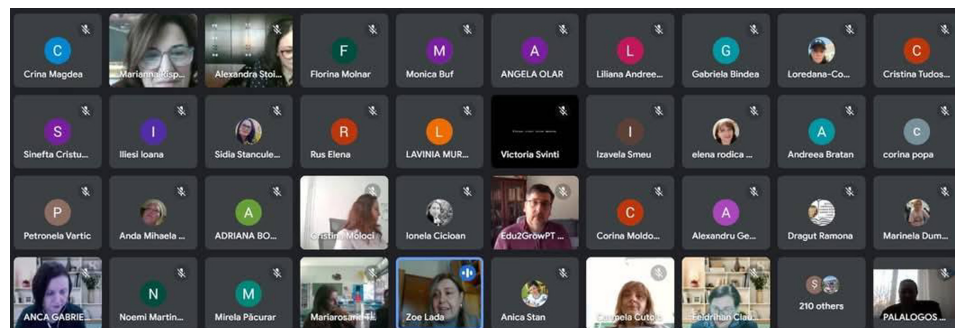 C
F
M
A
L
G
C
Crina Magdea
Alexandra Stoi...
Florina Molnar
Monica Buf
ANGELA OLAR
Liliana Andree...
Gabriela Bindea
Loredana-Co...
Cristina Tudos...
S
I
R
L
I
A
c
Sinefta Cristu...
Iliesi Ioana
Sidia Stancule...
Rus Elena
LAVINIA MUR...
Victoria Svinti
Izavela Smeu
elena rodica ...
Andreea Bratan
corina popa
P
A
C
A
Petronela Vartic
Anda Mihaela ...
ADRIANA BO...
Cristina Moloci
Ionela Cicioan
Edu2GrowPT ...
Corina Moldo...
Alexandru Ge...
Dragut Ramona
Marinela Dum...
N
M
S
ANCA GABRIE...
Noemi Martin...
Mirela Păcurar
Mariarosaria T...
Zoe Lada
Anica Stan
210 others
PALALOGOS ...